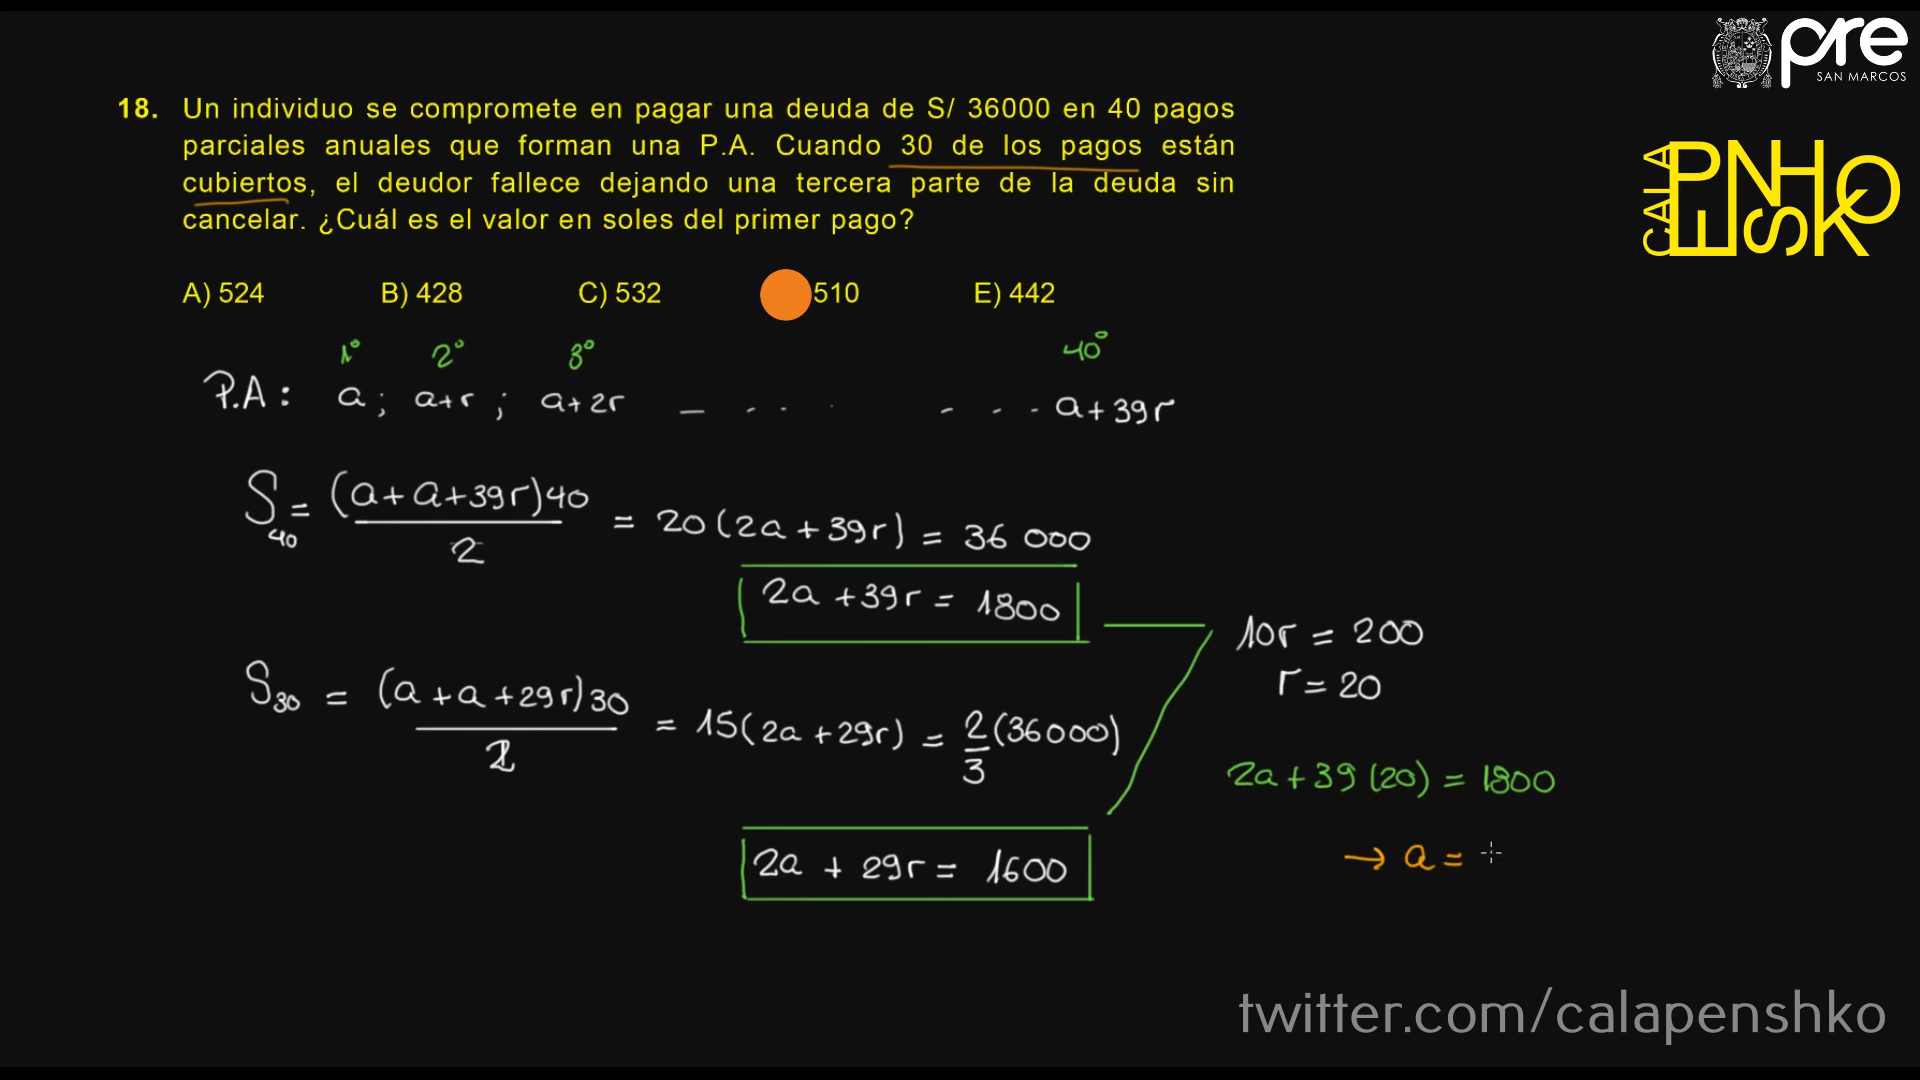 pre
SAN MARCOS
CALA
PENSHKO
18. Un individuo se compromete en pagar una deuda de S/ 36000 en 40 pagos
parciales anuales que forman una P.A. Cuando 30 de los pagos están
cubiertos, el deudor fallece dejando una tercera parte de la deuda sin
cancelar. ¿Cuál es el valor en soles del primer pago?
A) 524 B) 428 C) 532 510 E) 442
1° 2° 3° 40°
P.A: a ; a+r ; a+2r – . . . . . . . . a+39r
S₄₀ = (a+a+39r)40 / 2 = 20(2a+39r) = 36 000
2a +39r = 1800
10r = 200
r = 20
S₃₀ = (a+a+29r)30 / 2 = 15(2a+29r) = 2/3 (36000)
2a+39(20) = 1800
→ a =
2a + 29r = 1600
twitter.com/calapenshko